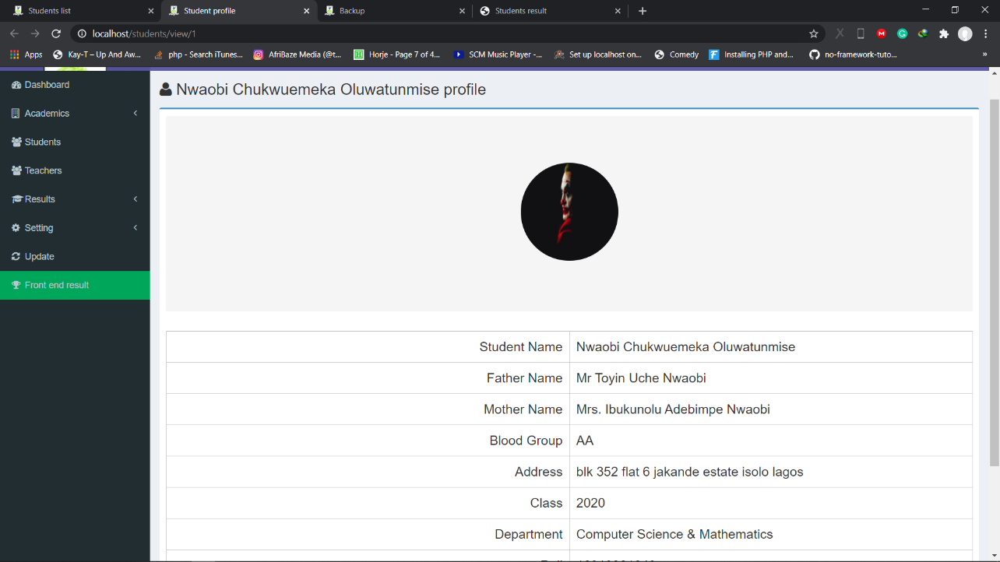 Students list
Student profile
Backup
Students result
localhost/students/view/1
Apps
Kay-T – Up And Aw...
php - Search iTunes...
AfriBaze Media (@t...
Horje - Page 7 of 4...
SCM Music Player -...
Set up localhost on...
Comedy
Installing PHP and...
no-framework-tuto...
»
Dashboard
Academics
Students
Teachers
Results
Setting
Update
Front end result
Nwaobi Chukwuemeka Oluwatunmise profile
Student Name Nwaobi Chukwuemeka Oluwatunmise
Father Name Mr Toyin Uche Nwaobi
Mother Name Mrs. Ibukunolu Adebimpe Nwaobi
Blood Group AA
Address blk 352 flat 6 jakande estate isolo lagos
Class 2020
Department Computer Science & Mathematics